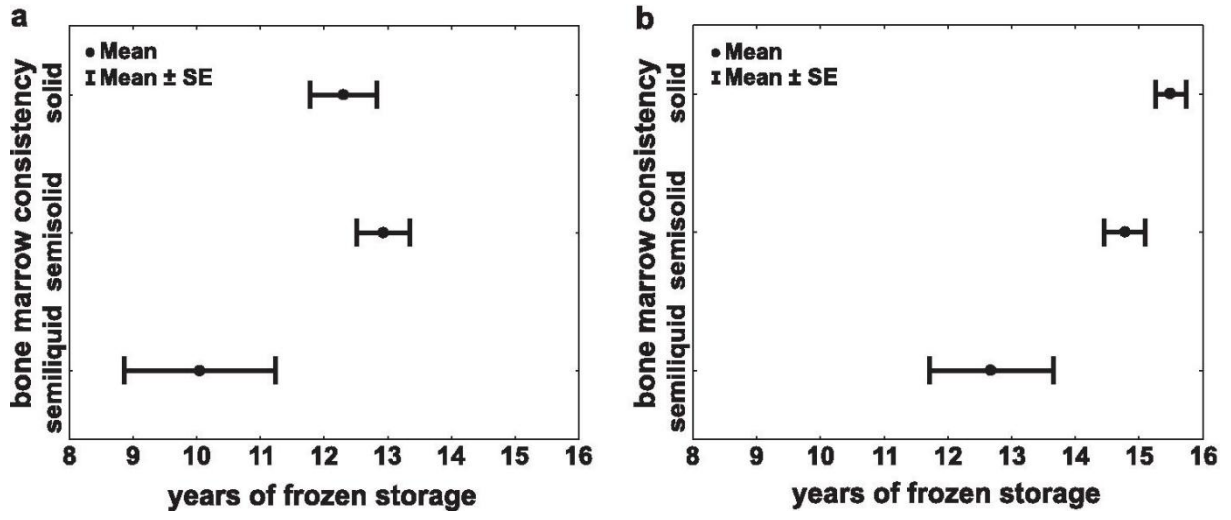 a
Mean
Mean ± SE
bone marrow consistency
solid
semisolid
semiliquid
8 9 10 11 12 13 14 15 16
years of frozen storage
b
Mean
Mean ± SE
bone marrow consistency
solid
semisolid
semiliquid
8 9 10 11 12 13 14 15 16
years of frozen storage